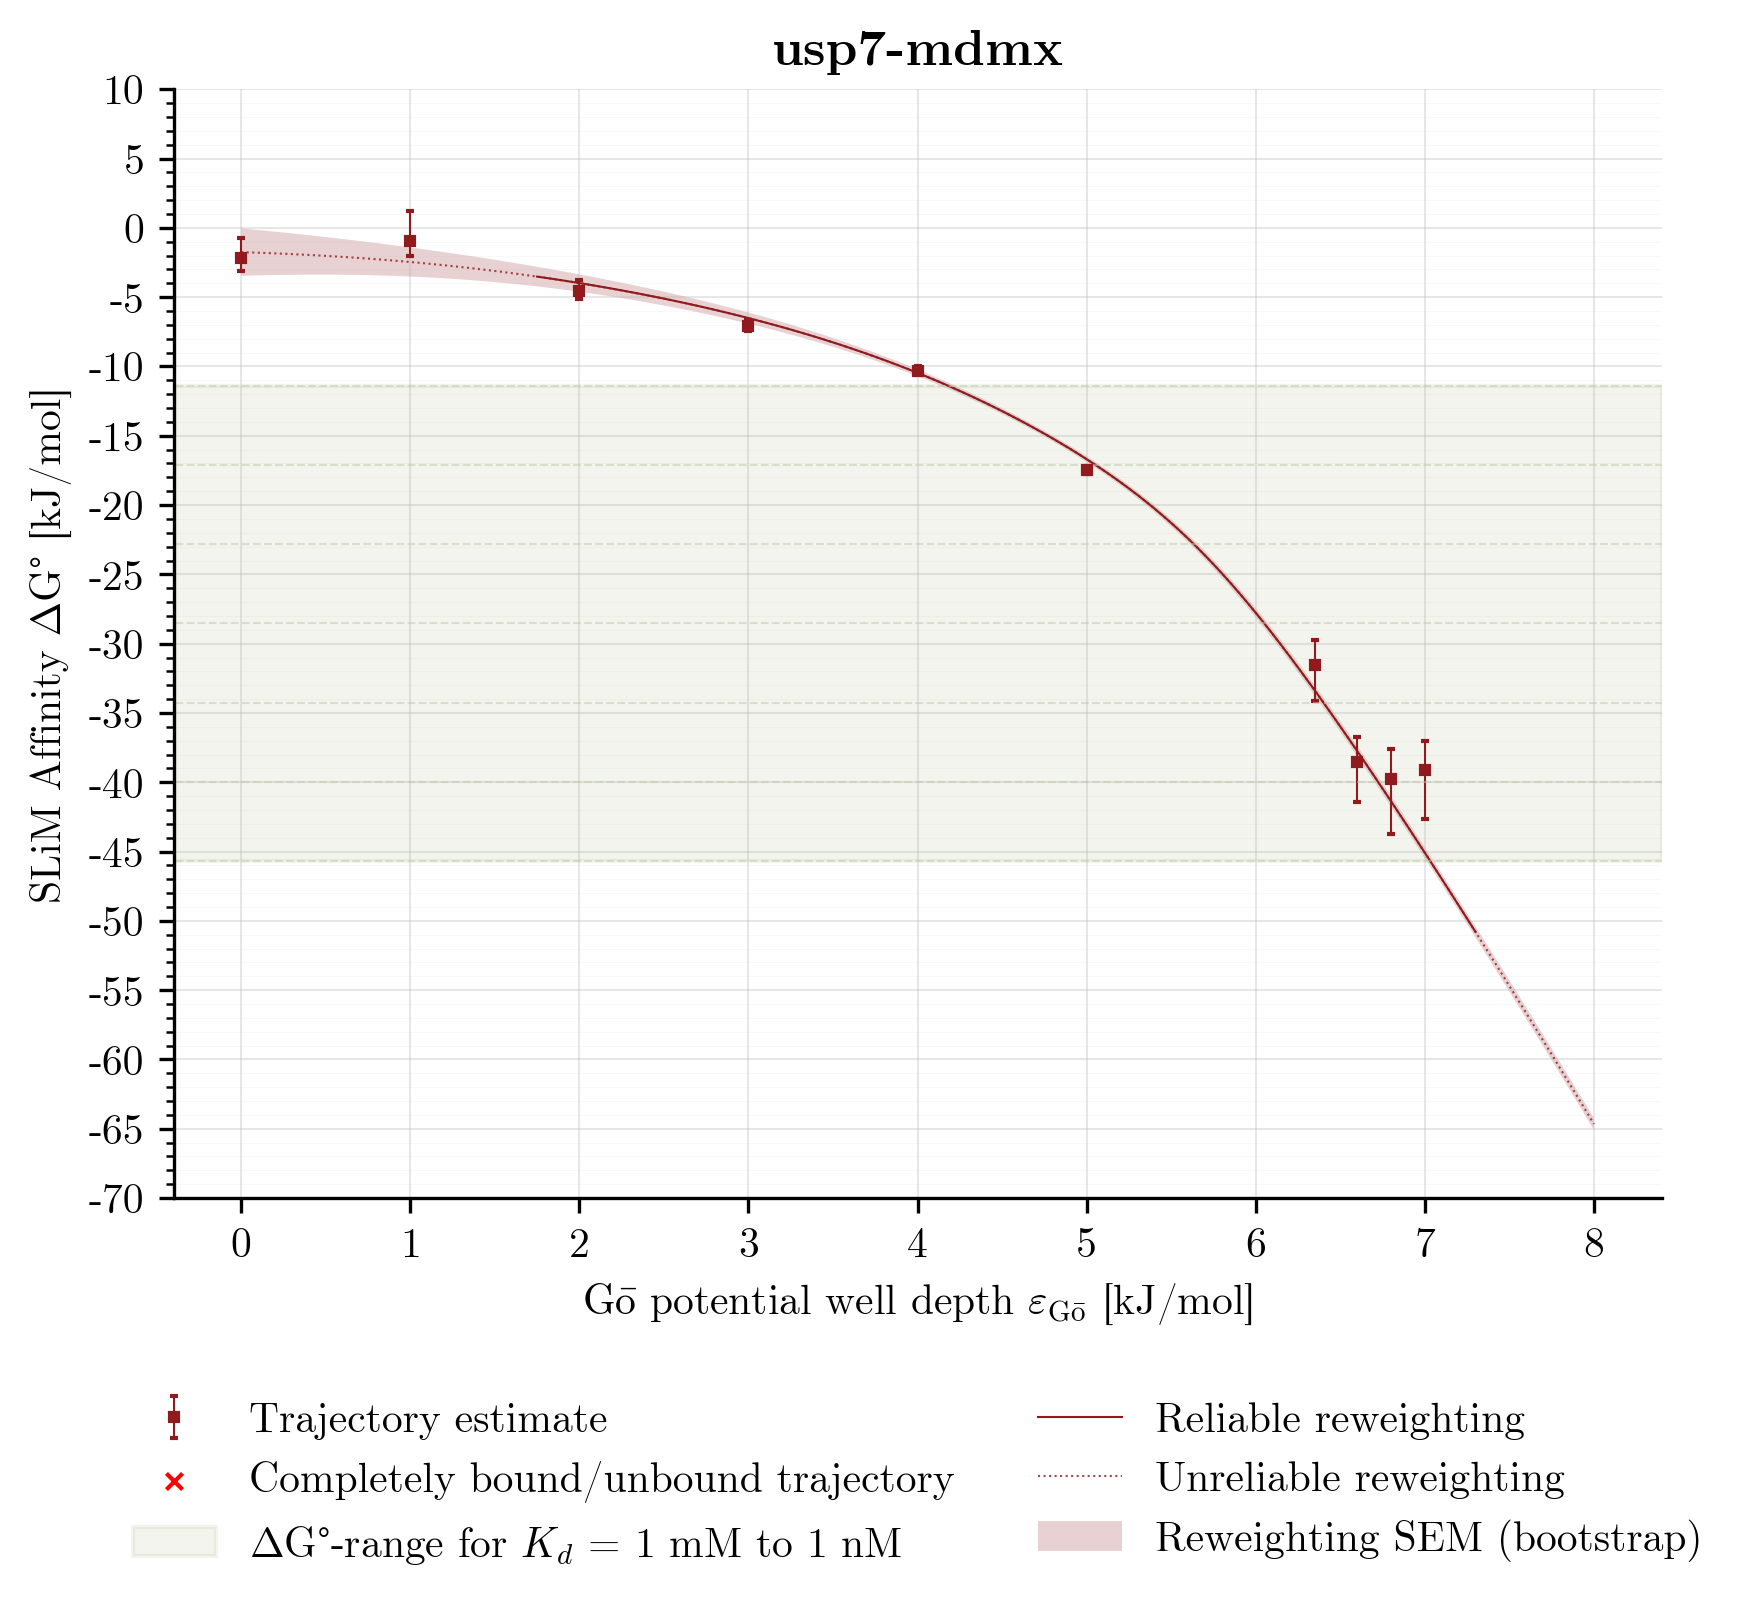 usp7-mdmx
10
5
0
-5
-10
-15
-20
-25
-30
-35
-40
-45
-50
-55
-60
-65
-70
SLiM Affinity ΔG° [kJ/mol]
0 1 2 3 4 5 6 7 8
Gō potential well depth ε_Gō [kJ/mol]
Trajectory estimate
Completely bound/unbound trajectory
ΔG°-range for K_d = 1 mM to 1 nM
Reliable reweighting
Unreliable reweighting
Reweighting SEM (bootstrap)